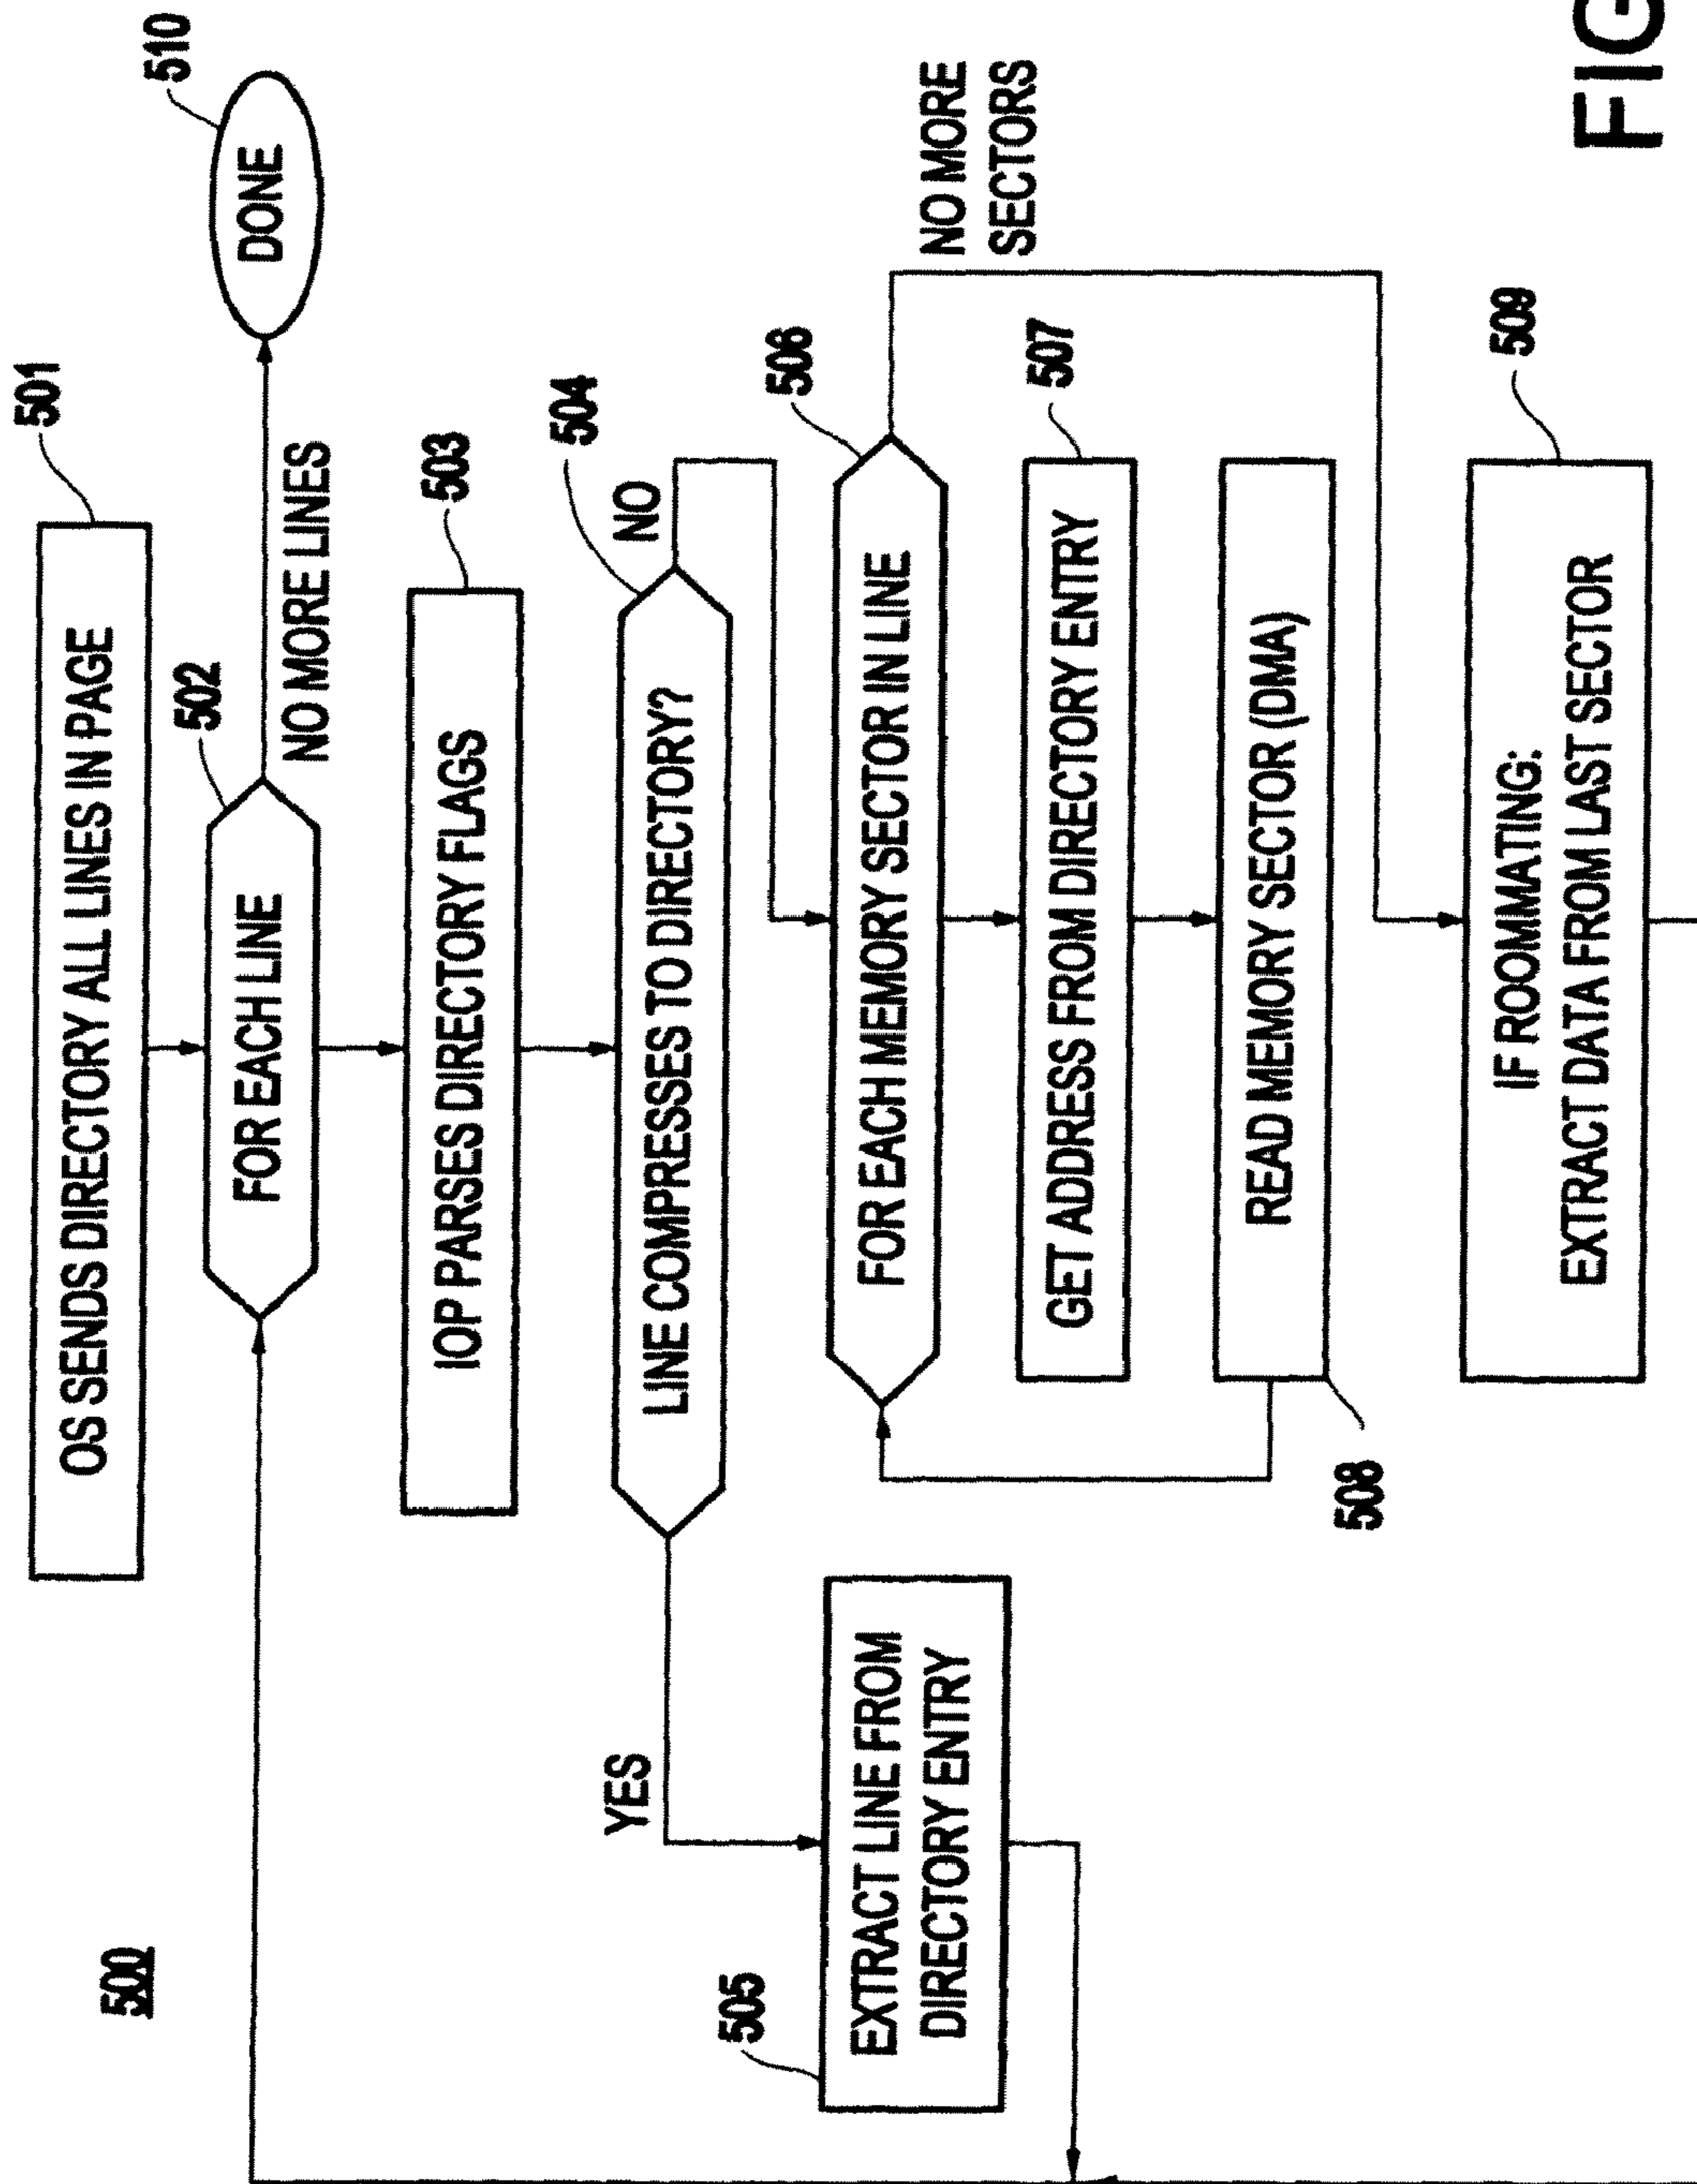 500
501
OS SENDS DIRECTORY ALL LINES IN PAGE
502
FOR EACH LINE
NO MORE LINES
510
DONE
503
IOP PARSES DIRECTORY FLAGS
504
LINE COMPRESSES TO DIRECTORY?
YES
NO
505
EXTRACT LINE FROM
DIRECTORY ENTRY
506
FOR EACH MEMORY SECTOR IN LINE
NO MORE
SECTORS
507
GET ADDRESS FROM DIRECTORY ENTRY
READ MEMORY SECTOR (DMA)
508
509
IF ROOMMATING:
EXTRACT DATA FROM LAST SECTOR
FIG